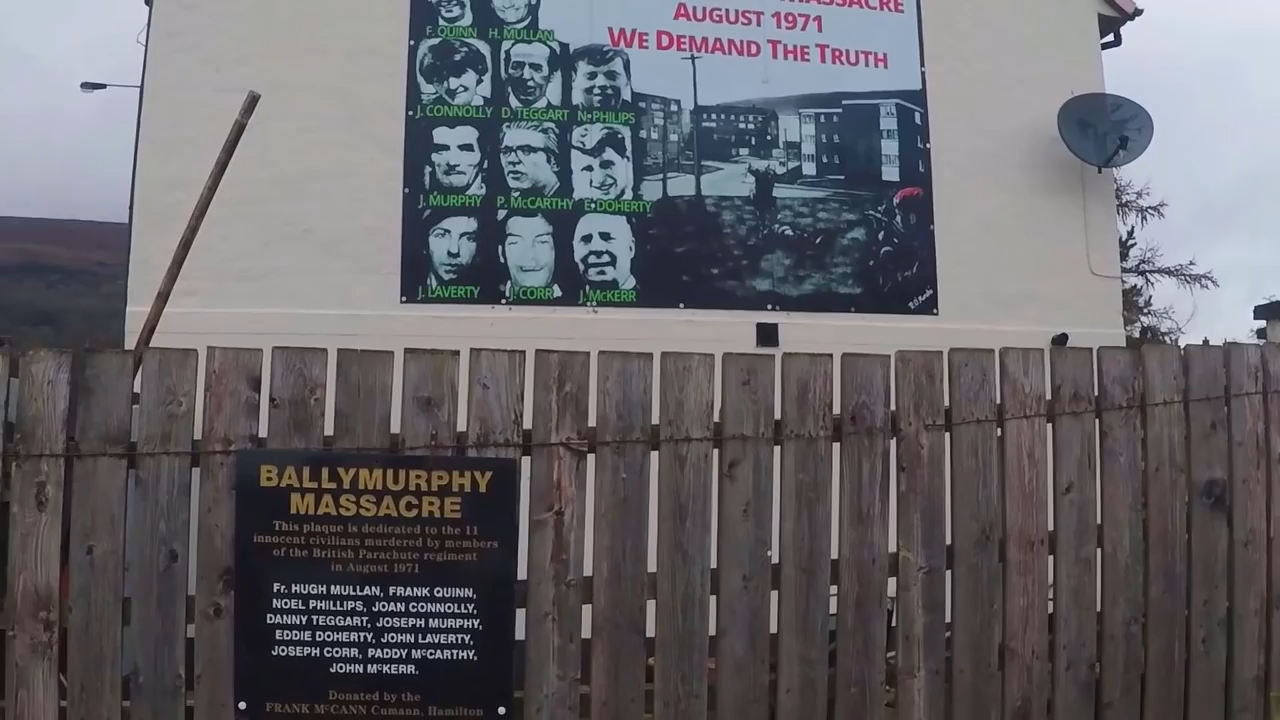 MASSACRE
AUGUST 1971
WE DEMAND THE TRUTH
F. QUINN H. MULLAN
J. CONNOLLY D. TEGGART N. PHILIPS
J. MURPHY P. McCARTHY E. DOHERTY
J. LAVERTY J. CORR J. McKERR
BALLYMURPHY
MASSACRE
This plaque is dedicated to the 11
innocent civilians murdered by members
of the British Parachute regiment
in August 1971
Fr. HUGH MULLAN, FRANK QUINN,
NOEL PHILLIPS, JOAN CONNOLLY,
DANNY TEGGART, JOSEPH MURPHY,
EDDIE DOHERTY, JOHN LAVERTY,
JOSEPH CORR, PADDY McCARTHY,
JOHN McKERR.
Donated by the
FRANK McCANN Cumann, Hamilton